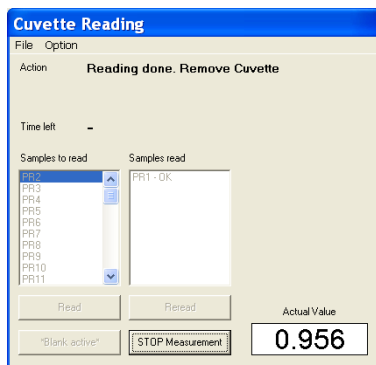 Cuvette Reading
File Option
Action Reading done. Remove Cuvette
Time left -
Samples to read Samples read
PR2 PR1 - OK
PR3
PR4
PR5
PR6
PR7
PR8
PR9
PR10
PR11
Read Reread
Actual Value
"Blank active" STOP Measurement 0.956